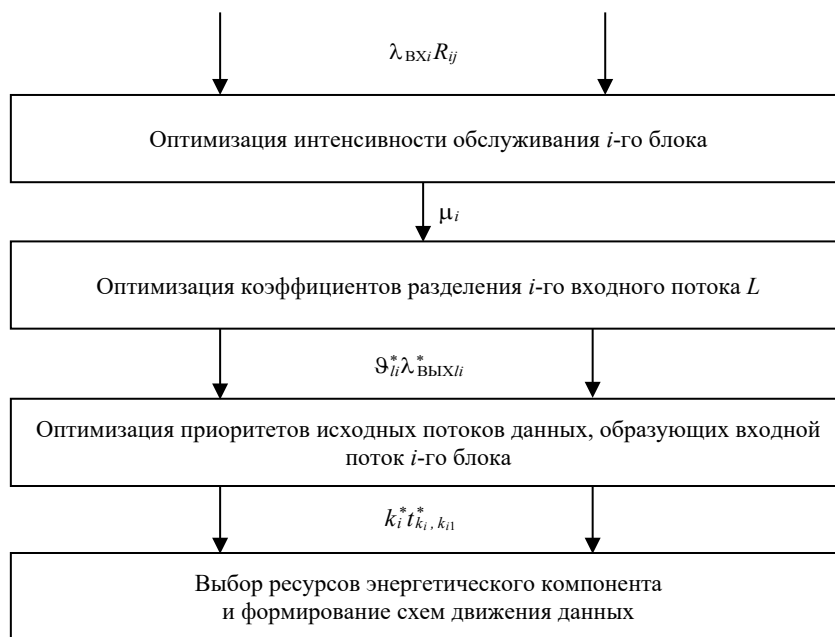 λВХiRij
Оптимизация интенсивности обслуживания i-го блока
μi
Оптимизация коэффициентов разделения i-го входного потока L
ϑ*liλ*ВЫХli
Оптимизация приоритетов исходных потоков данных, образующих входной
поток i-го блока
k*it*ki, ki1
Выбор ресурсов энергетического компонента
и формирование схем движения данных